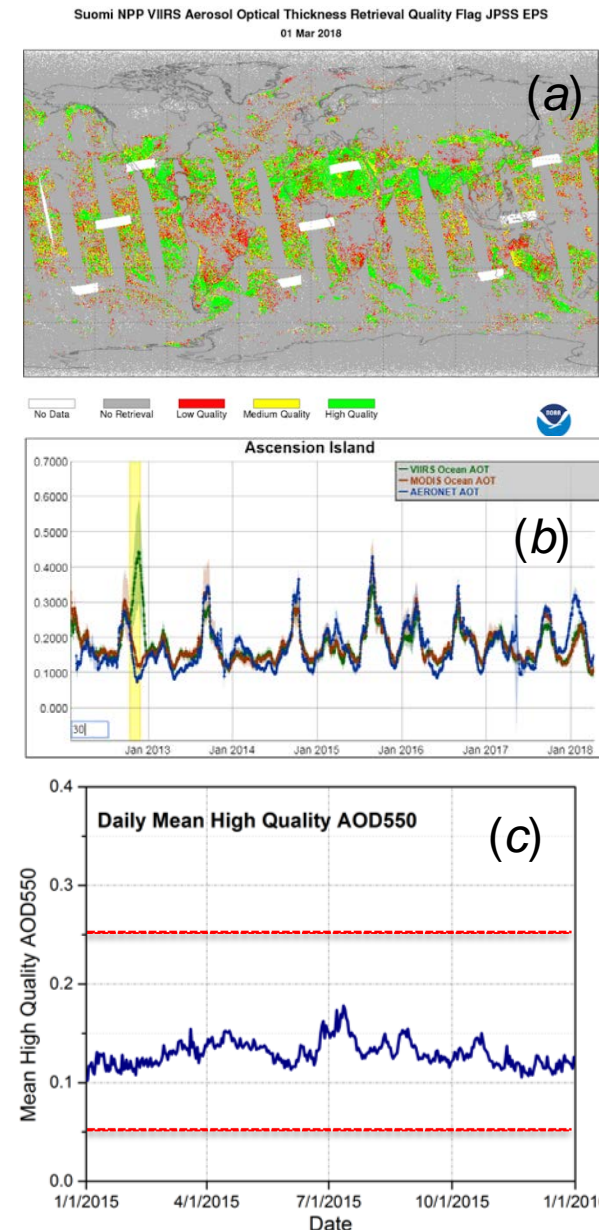 Suomi NPP VIIRS Aerosol Optical Thickness Retrieval Quality Flag JPSS EPS
01 Mar 2018
(a)
No Data
No Retrieval
Low Quality
Medium Quality
High Quality
NOAA
Ascension Island
VIIRS Ocean AOT
MODIS Ocean AOT
AERONET AOT
(b)
0.7000
0.6000
0.5000
0.4000
0.3000
0.2000
0.1000
0.000
30
Jan 2013
Jan 2014
Jan 2015
Jan 2016
Jan 2017
Jan 2018
Daily Mean High Quality AOD550
(c)
Mean High Quality AOD550
0.4
0.3
0.2
0.1
0.0
1/1/2015
4/1/2015
7/1/2015
10/1/2015
1/1/201
Date